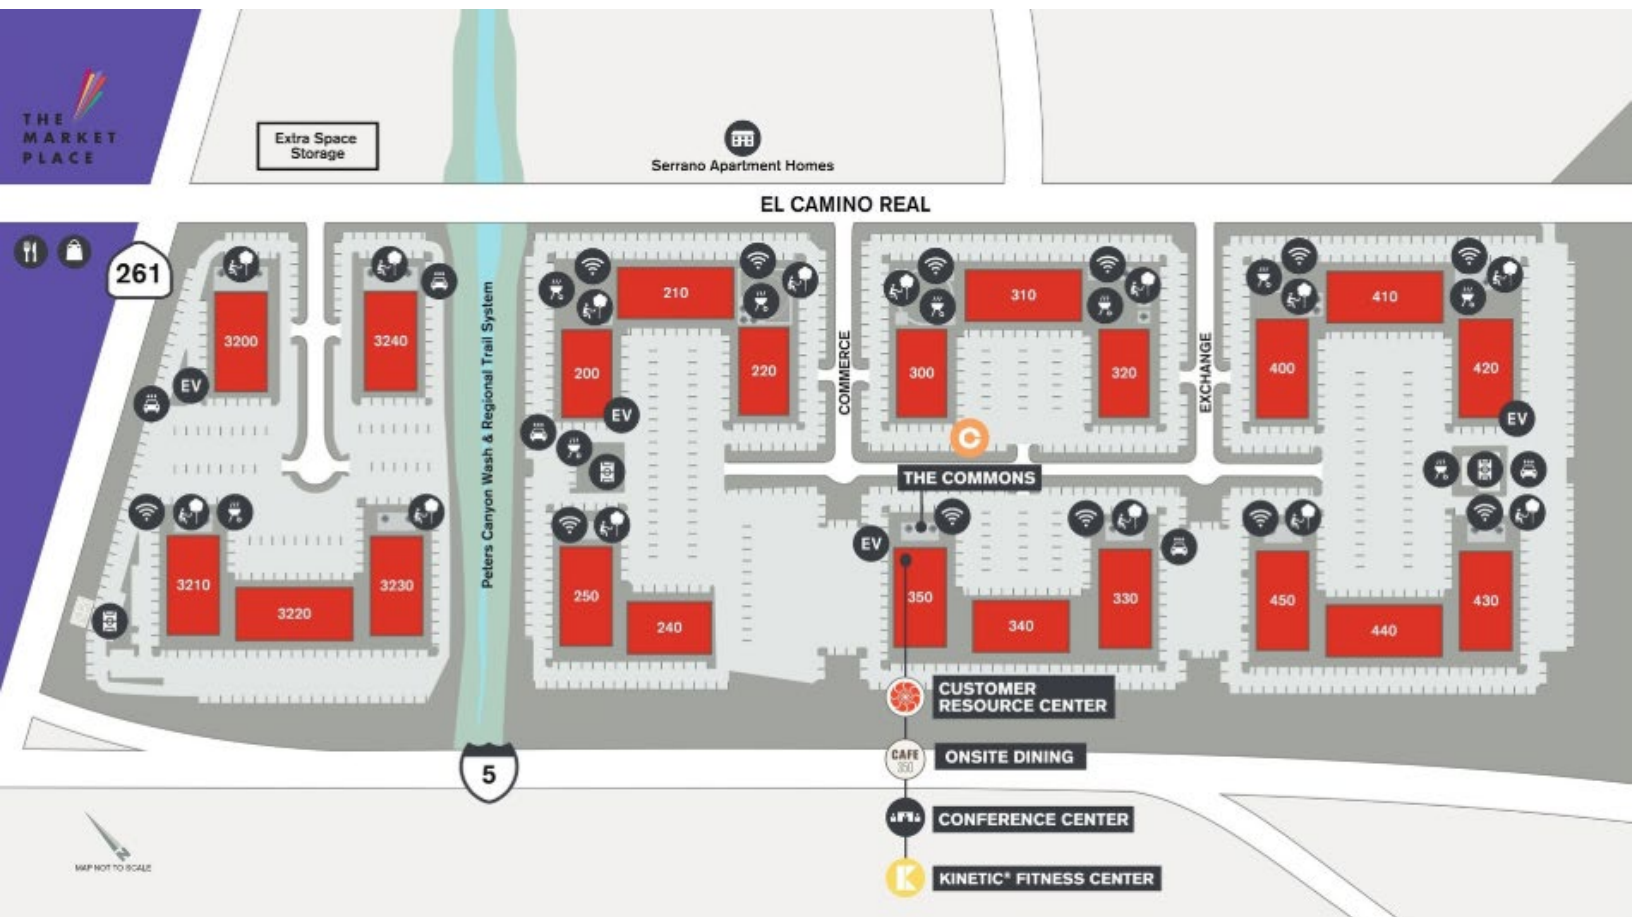 THE
MARKET
PLACE
Extra Space
Storage
Serrano Apartment Homes
EL CAMINO REAL
261
3200
3240
EV
3210
3220
3230
Peters Canyon Wash & Regional Trail System
210
200
220
EV
250
240
COMMERCE
310
300
320
C
THE COMMONS
EV
350
340
330
EXCHANGE
410
400
420
EV
450
440
430
CUSTOMER
RESOURCE CENTER
CAFE
350
ONSITE DINING
CONFERENCE CENTER
K
KINETIC® FITNESS CENTER
5
N
MAP NOT TO SCALE